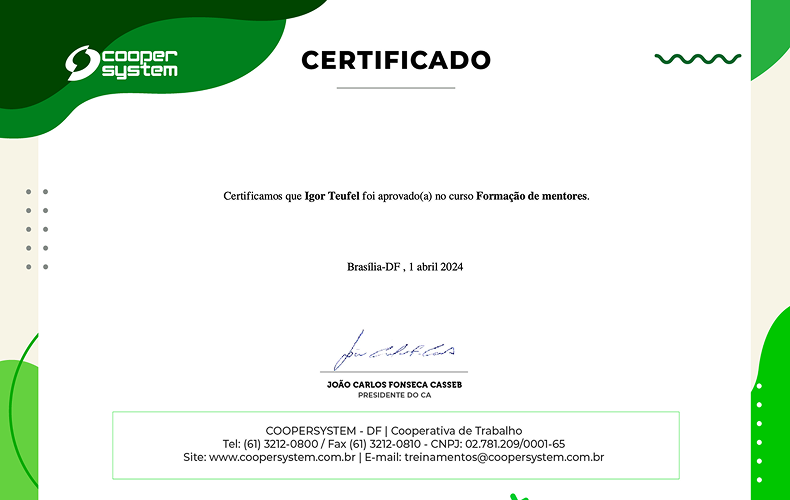 cooper
system
CERTIFICADO
Certificamos que Igor Teufel foi aprovado(a) no curso Formação de mentores.
Brasília-DF , 1 abril 2024
JOÃO CARLOS FONSECA CASSEB
PRESIDENTE DO CA
COOPERSYSTEM - DF | Cooperativa de Trabalho
Tel: (61) 3212-0800 / Fax (61) 3212-0810 - CNPJ: 02.781.209/0001-65
Site: www.coopersystem.com.br | E-mail: treinamentos@coopersystem.com.br